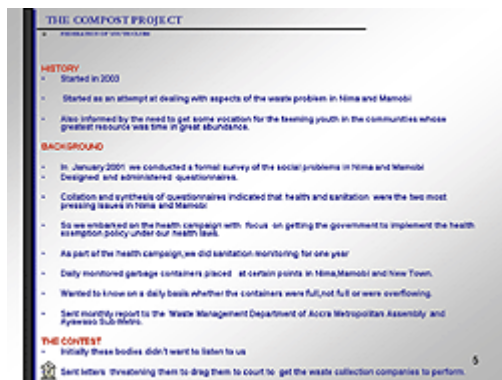 THE COMPOST PROJECT
FEDERATION OF YOUTH CLUBS
HISTORY
• Started in 2003
• Started as an attempt at dealing with aspects of the waste problem in Nima and Mamobi
• Also informed by the need to get some vocation for the teeming youth in the communities whose
greatest resource was time in great abundance.
BACKGROUND
• In January 2001 we conducted a formal survey of the social problems in Nima and Mamobi
• Designed and administered questionnaires.
• Collation and synthesis of questionnaires indicated that health and sanitation were the two most
pressing issues in Nima and Mamobi
• So we embarked on the health campaign with focus on getting the government to implement the health
exemption policy under our health laws.
• As part of the health campaign,we did sanitation monitoring for one year
• Daily monitored garbage containers placed at certain points in Nima,Mamobi and New Town.
• Wanted to know on a daily basis whether the containers were full,not full or were overflowing.
• Sent monthly report to the Waste Management Department of Accra Metropolitan Assembly and
Ayawaso Sub-Metro.
THE CONTEST
• Initially these bodies didn't want to listen to us
Sent letters threatening them to drag them to court to get the waste collection companies to perform.
5